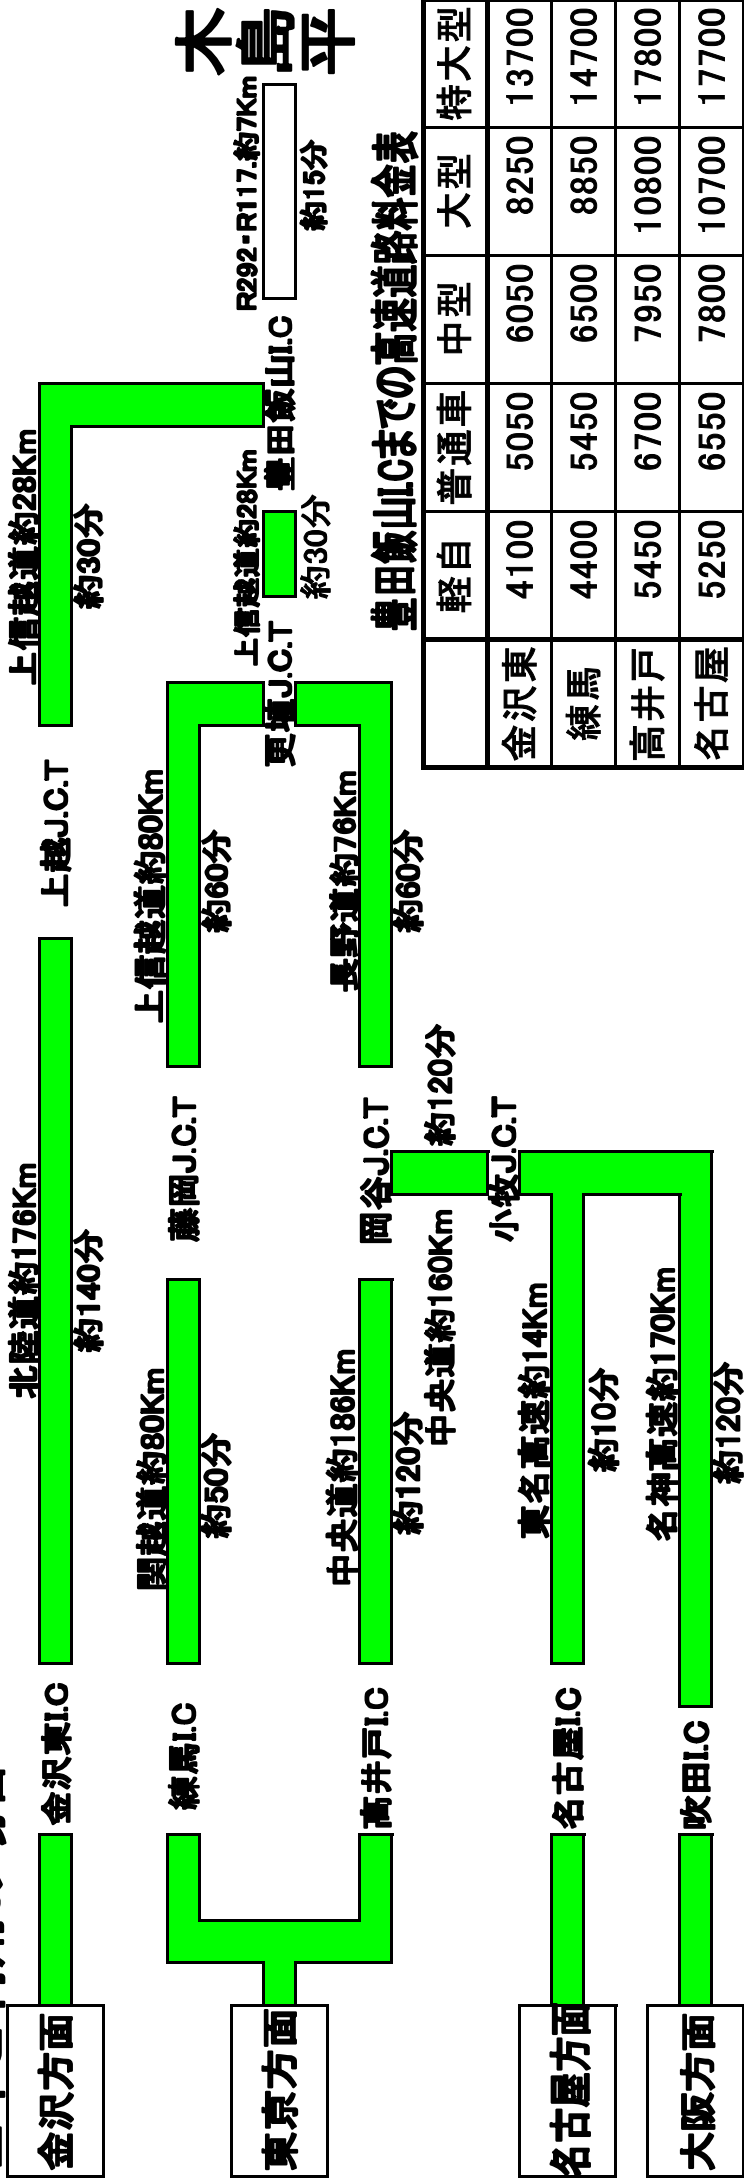 金沢方面
金沢東I.C
北陸道約176Km
約140分
上越J.C.T
上信越道約28Km
約30分
東京方面
練馬I.C
関越道約80Km
約50分
藤岡J.C.T
上信越道約80Km
約60分
高井戸I.C
中央道約186Km
約120分
岡谷J.C.T
長野道約76Km
約60分
更埴J.C.T
上信越道約28Km
約30分
豊田飯山I.C
R292・R117.約7Km
約15分
木島平
名古屋方面
名古屋I.C
東名高速約14Km
約10分
小牧J.C.T
中央道約160Km
約120分
大阪方面
吹田I.C
名神高速約170Km
約120分
豊田飯山ICまでの高速道路料金表
軽自 普通車 中型 大型 特大型
金沢東 4100 5050 6050 8250 13700
練馬 4400 5450 6500 8850 14700
高井戸 5450 6700 7950 10800 17800
名古屋 5250 6550 7800 10700 17700